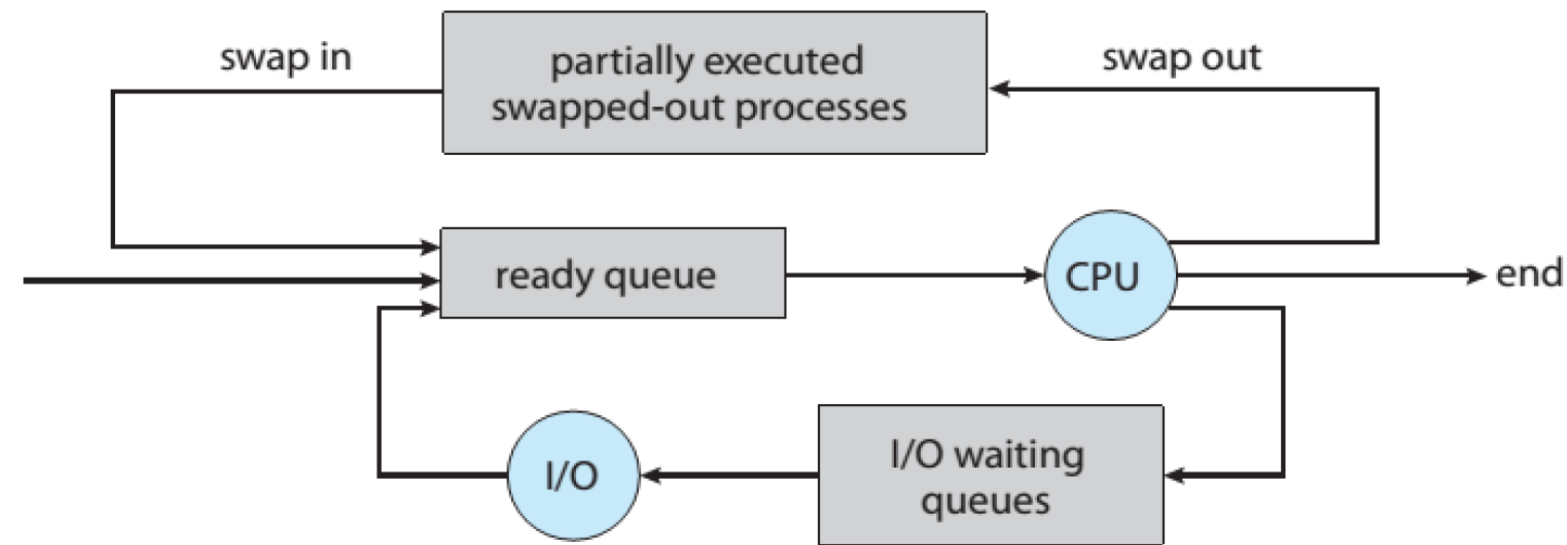 swap in
partially executed
swapped-out processes
swap out
ready queue
CPU
end
I/O
I/O waiting
queues